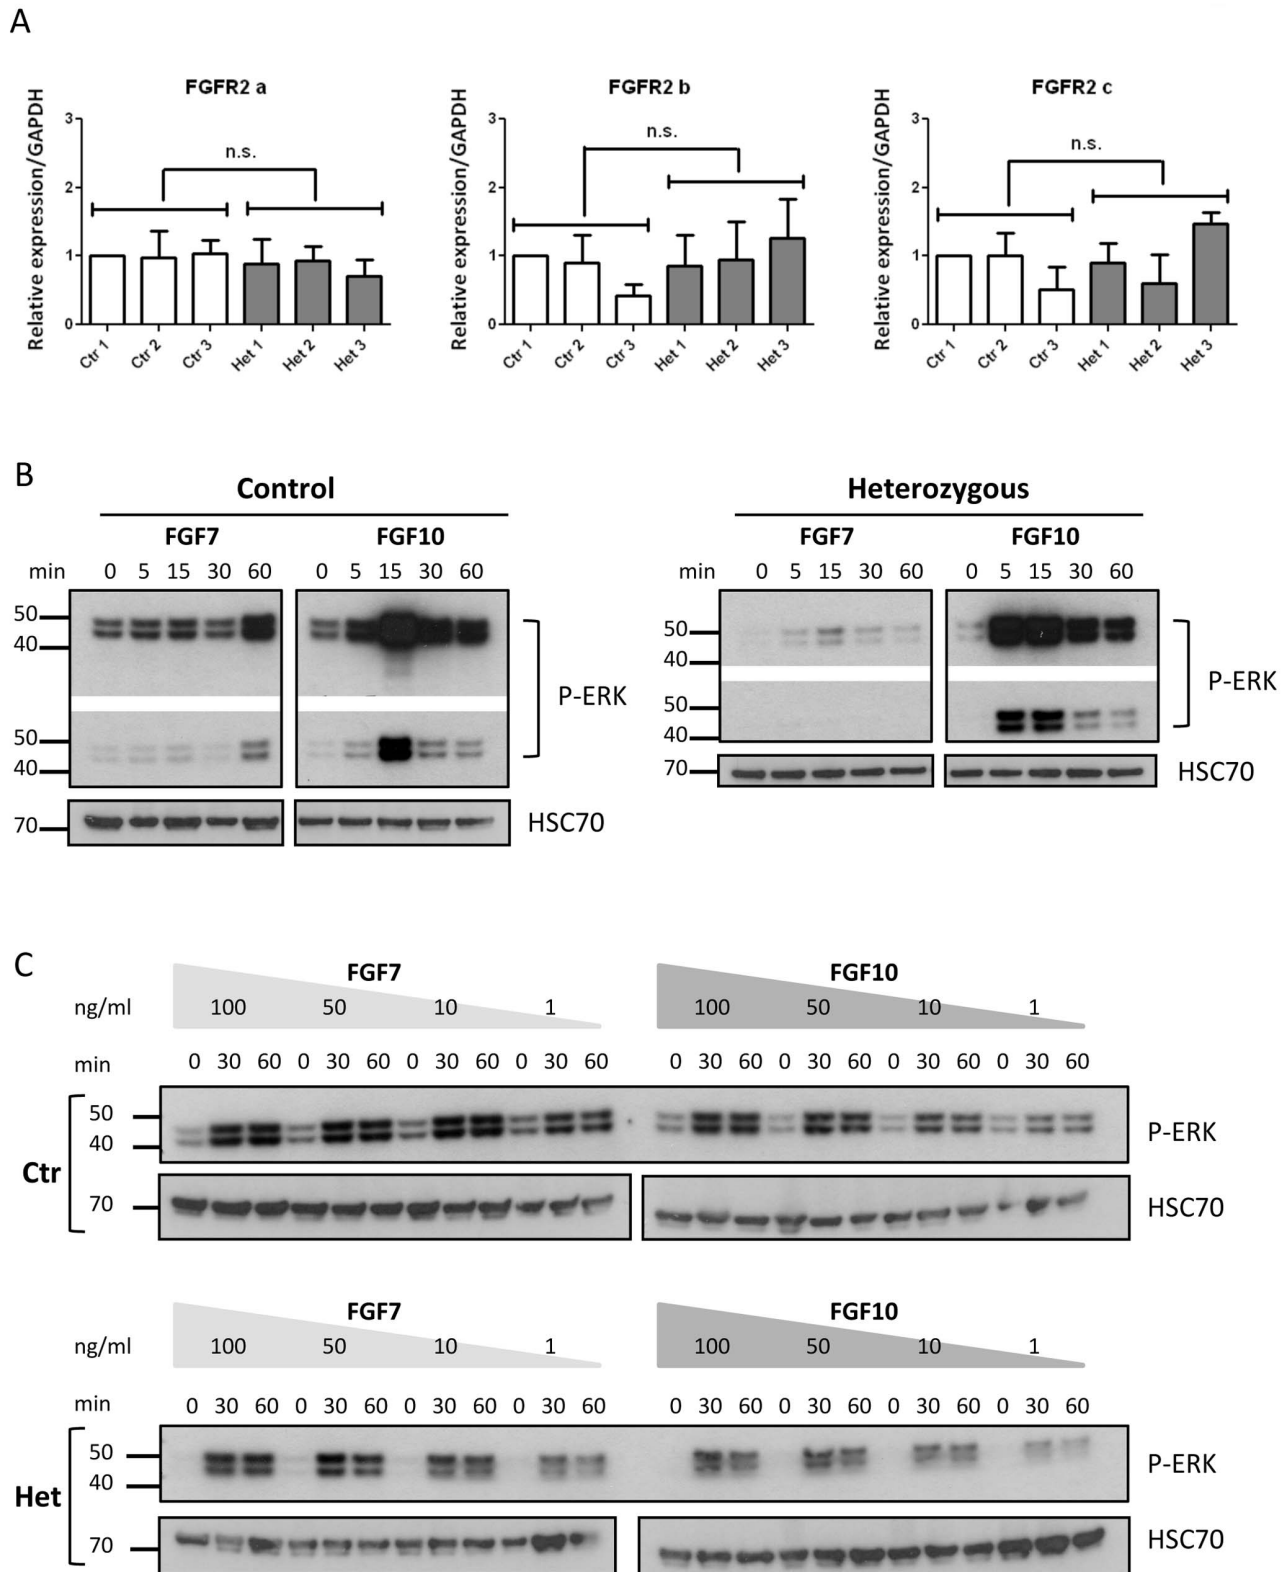 A
FGFR2 a
FGFR2 b
FGFR2 c
Relative expression/GAPDH
3
2
1
0
n.s.
Ctr 1
Ctr 2
Ctr 3
Het 1
Het 2
Het 3
Relative expression/GAPDH
3
2
1
0
n.s.
Ctr 1
Ctr 2
Ctr 3
Het 1
Het 2
Het 3
Relative expression/GAPDH
3
2
1
0
n.s.
Ctr 1
Ctr 2
Ctr 3
Het 1
Het 2
Het 3
B
Control
FGF7 FGF10
min 0 5 15 30 60 0 5 15 30 60
50
40
P-ERK
50
40
70
HSC70
Heterozygous
FGF7 FGF10
min 0 5 15 30 60 0 5 15 30 60
50
40
P-ERK
50
40
70
HSC70
C
FGF7 FGF10
ng/ml 100 50 10 1 100 50 10 1
min 0 30 60 0 30 60 0 30 60 0 30 60 0 30 60 0 30 60 0 30 60 0 30 60
50
40
P-ERK
Ctr
70
HSC70
FGF7 FGF10
ng/ml 100 50 10 1 100 50 10 1
min 0 30 60 0 30 60 0 30 60 0 30 60 0 30 60 0 30 60 0 30 60 0 30 60
50
40
P-ERK
Het
70
HSC70